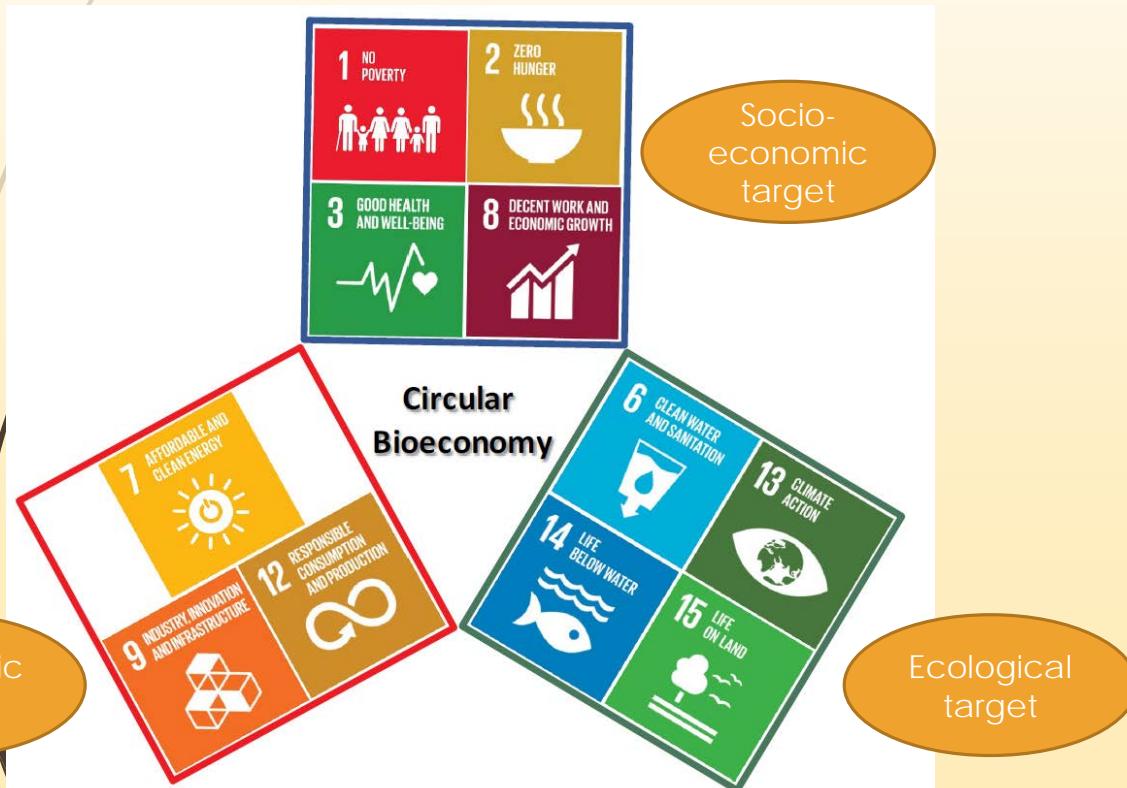 1 NO
POVERTY
2 ZERO
HUNGER
3 GOOD HEALTH
AND WELL-BEING
8 DECENT WORK AND
ECONOMIC GROWTH
Socio-
economic
target
Circular
Bioeconomy
7 AFFORDABLE AND
CLEAN ENERGY
9 INDUSTRY, INNOVATION
AND INFRASTRUCTURE
12 RESPONSIBLE
CONSUMPTION
AND PRODUCTION
6 CLEAN WATER
AND SANITATION
13 CLIMATE
ACTION
14 LIFE
BELOW WATER
15 LIFE
ON LAND
ic
Ecological
target